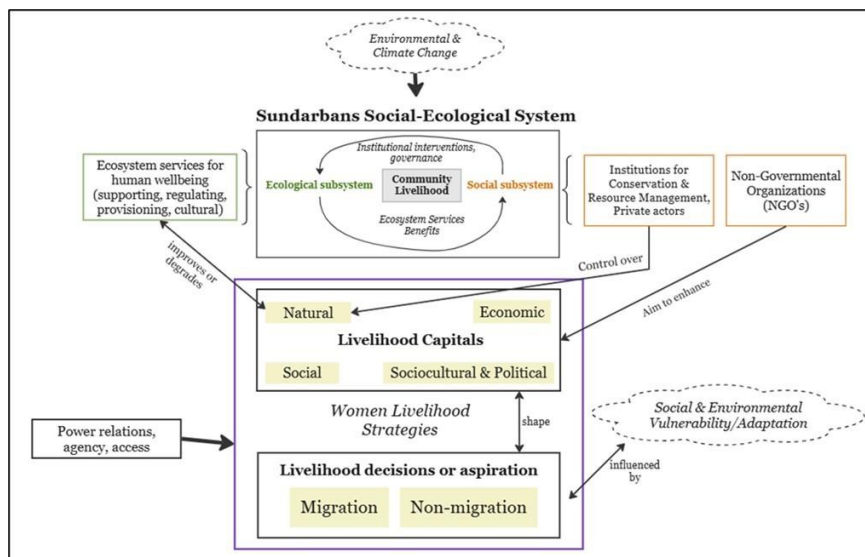 Environmental &
Climate Change
Sundarbans Social-Ecological System
Ecosystem services for
human wellbeing
(supporting, regulating,
provisioning, cultural)
Institutional interventions,
governance
Ecological subsystem
Community
Livelihood
Social subsystem
Ecosystem Services
Benefits
Institutions for
Conservation &
Resource Management,
Private actors
Non-Governmental
Organizations
(NGO's)
improves or
degrades
Control over
Aim to enhance
Natural
Economic
Livelihood Capitals
Social
Sociocultural & Political
Women Livelihood
Strategies
shape
Power relations,
agency, access
Social & Environmental
Vulnerability/Adaptation
influenced
by
Livelihood decisions or aspiration
Migration
Non-migration